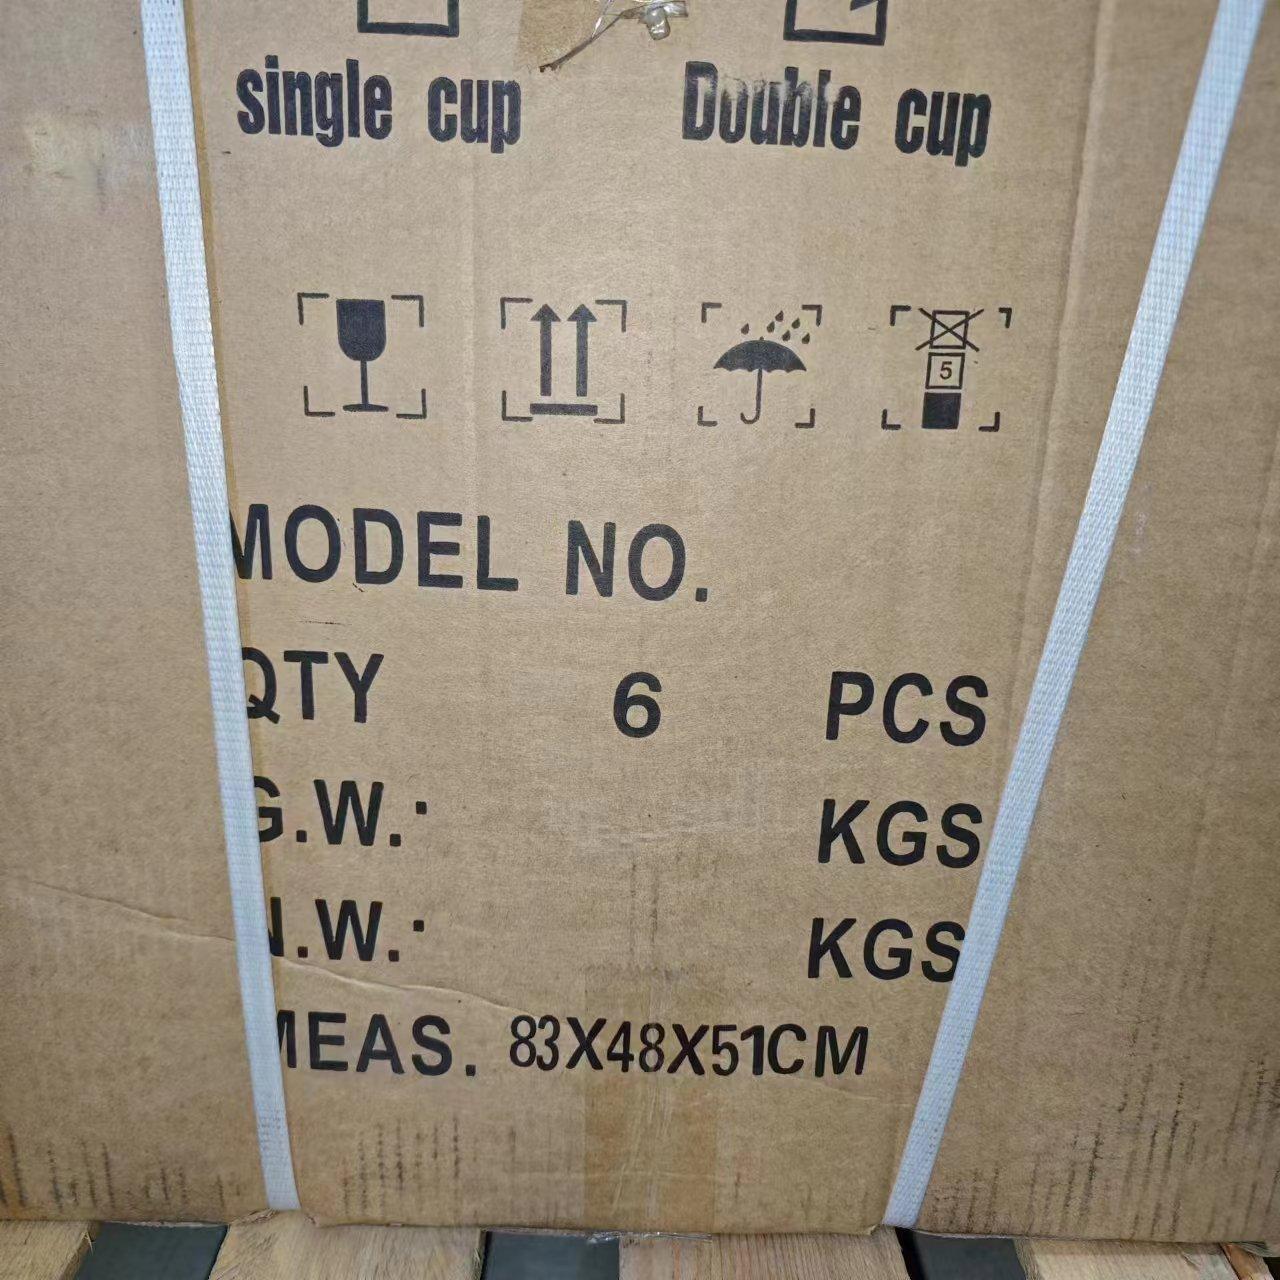 single cup Double cup
5
MODEL NO.
QTY 6 PCS
G.W.: KGS
N.W.: KGS
MEAS. 83X48X51CM